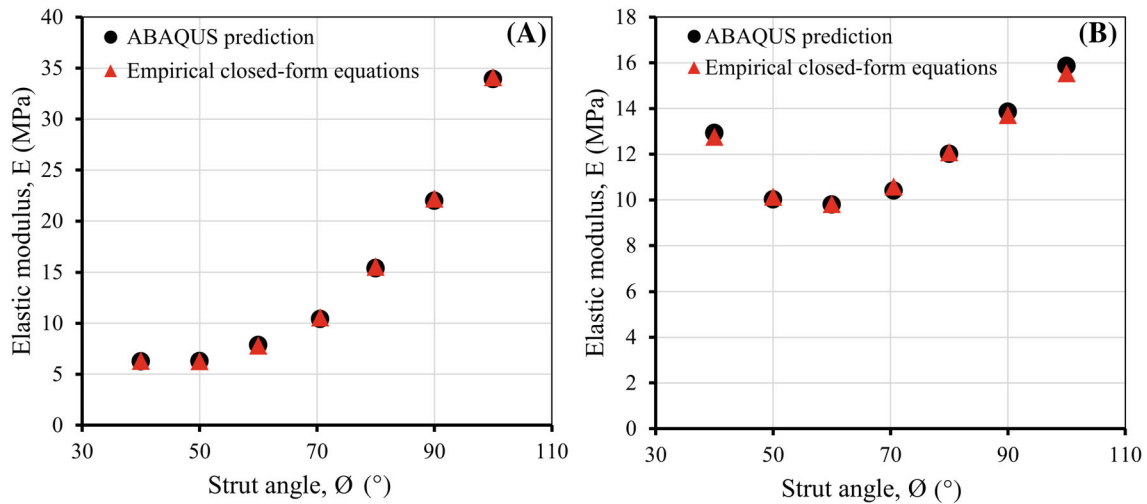 (A)
ABAQUS prediction
Empirical closed-form equations
Elastic modulus, E (MPa)
40
35
30
25
20
15
10
5
0
30
50
70
90
110
Strut angle, Ø (°)
(B)
ABAQUS prediction
Empirical closed-form equations
Elastic modulus, E (MPa)
18
16
14
12
10
8
6
4
2
0
30
50
70
90
110
Strut angle, Ø (°)